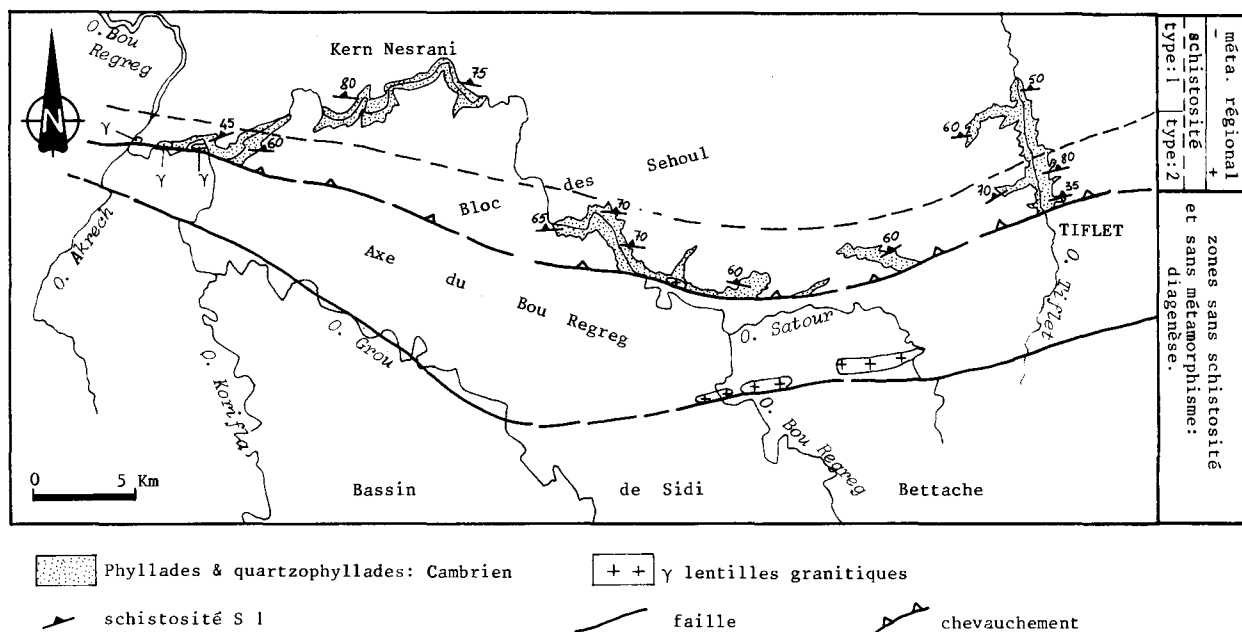 O. Bou
Regreg
Kern Nesrani
80
75
50
N
γ
45
60
60
γ
γ
des
Sehoul
80
70
35
Bloc
65
70
70
60
60
TIFLET
O. Akrech
Axe
du
Bou Regreg
O. Korifla
O. Grou
O. Satour
O. Tiflet
O. Bou Regreg
0 5 Km
Bassin
de Sidi
Bettache
méta. régional
- +
schistosité
type:1 type:2
zones sans schistosité
et sans métamorphisme:
diagenèse.
Phyllades & quartzophyllades: Cambrien
+ + γ lentilles granitiques
schistosité S 1
faille
chevauchement